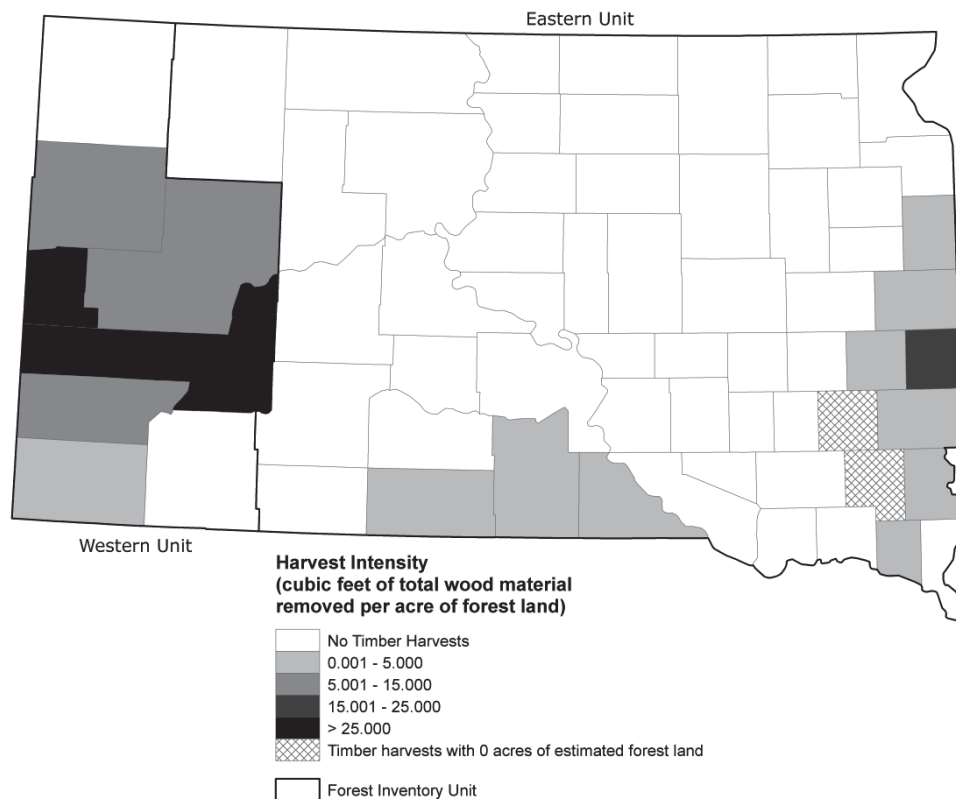 Eastern Unit
Western Unit
Harvest Intensity
(cubic feet of total wood material
removed per acre of forest land)
No Timber Harvests
0.001 - 5.000
5.001 - 15.000
15.001 - 25.000
> 25.000
Timber harvests with 0 acres of estimated forest land
Forest Inventory Unit